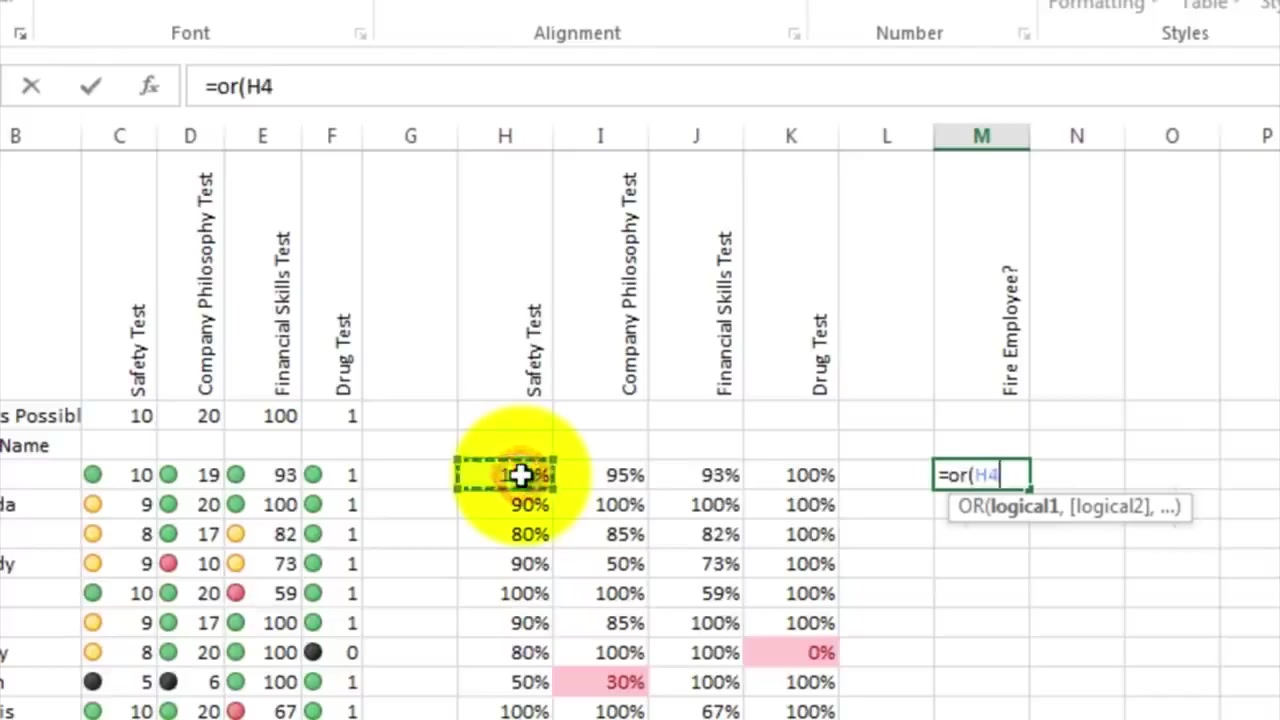 Formatting Table
Font Alignment Number Styles
=or(H4
B C D E F G H I J K L M N O P
Safety Test Company Philosophy Test Financial Skills Test Drug Test Safety Test Company Philosophy Test Financial Skills Test Drug Test Fire Employee?
s Possibl 10 20 100 1
Name
10 19 93 1 95% 93% 100% =or(H4
da 9 20 100 1 90% 100% 100% 100%
OR(logical1, [logical2], ...)
8 17 82 1 80% 85% 82% 100%
dy 9 10 73 1 90% 50% 73% 100%
10 20 59 1 100% 100% 59% 100%
9 17 100 1 90% 85% 100% 100%
y 8 20 100 0 80% 100% 100% 0%
5 6 100 1 50% 30% 100% 100%
is 10 20 67 1 100% 100% 67% 100%